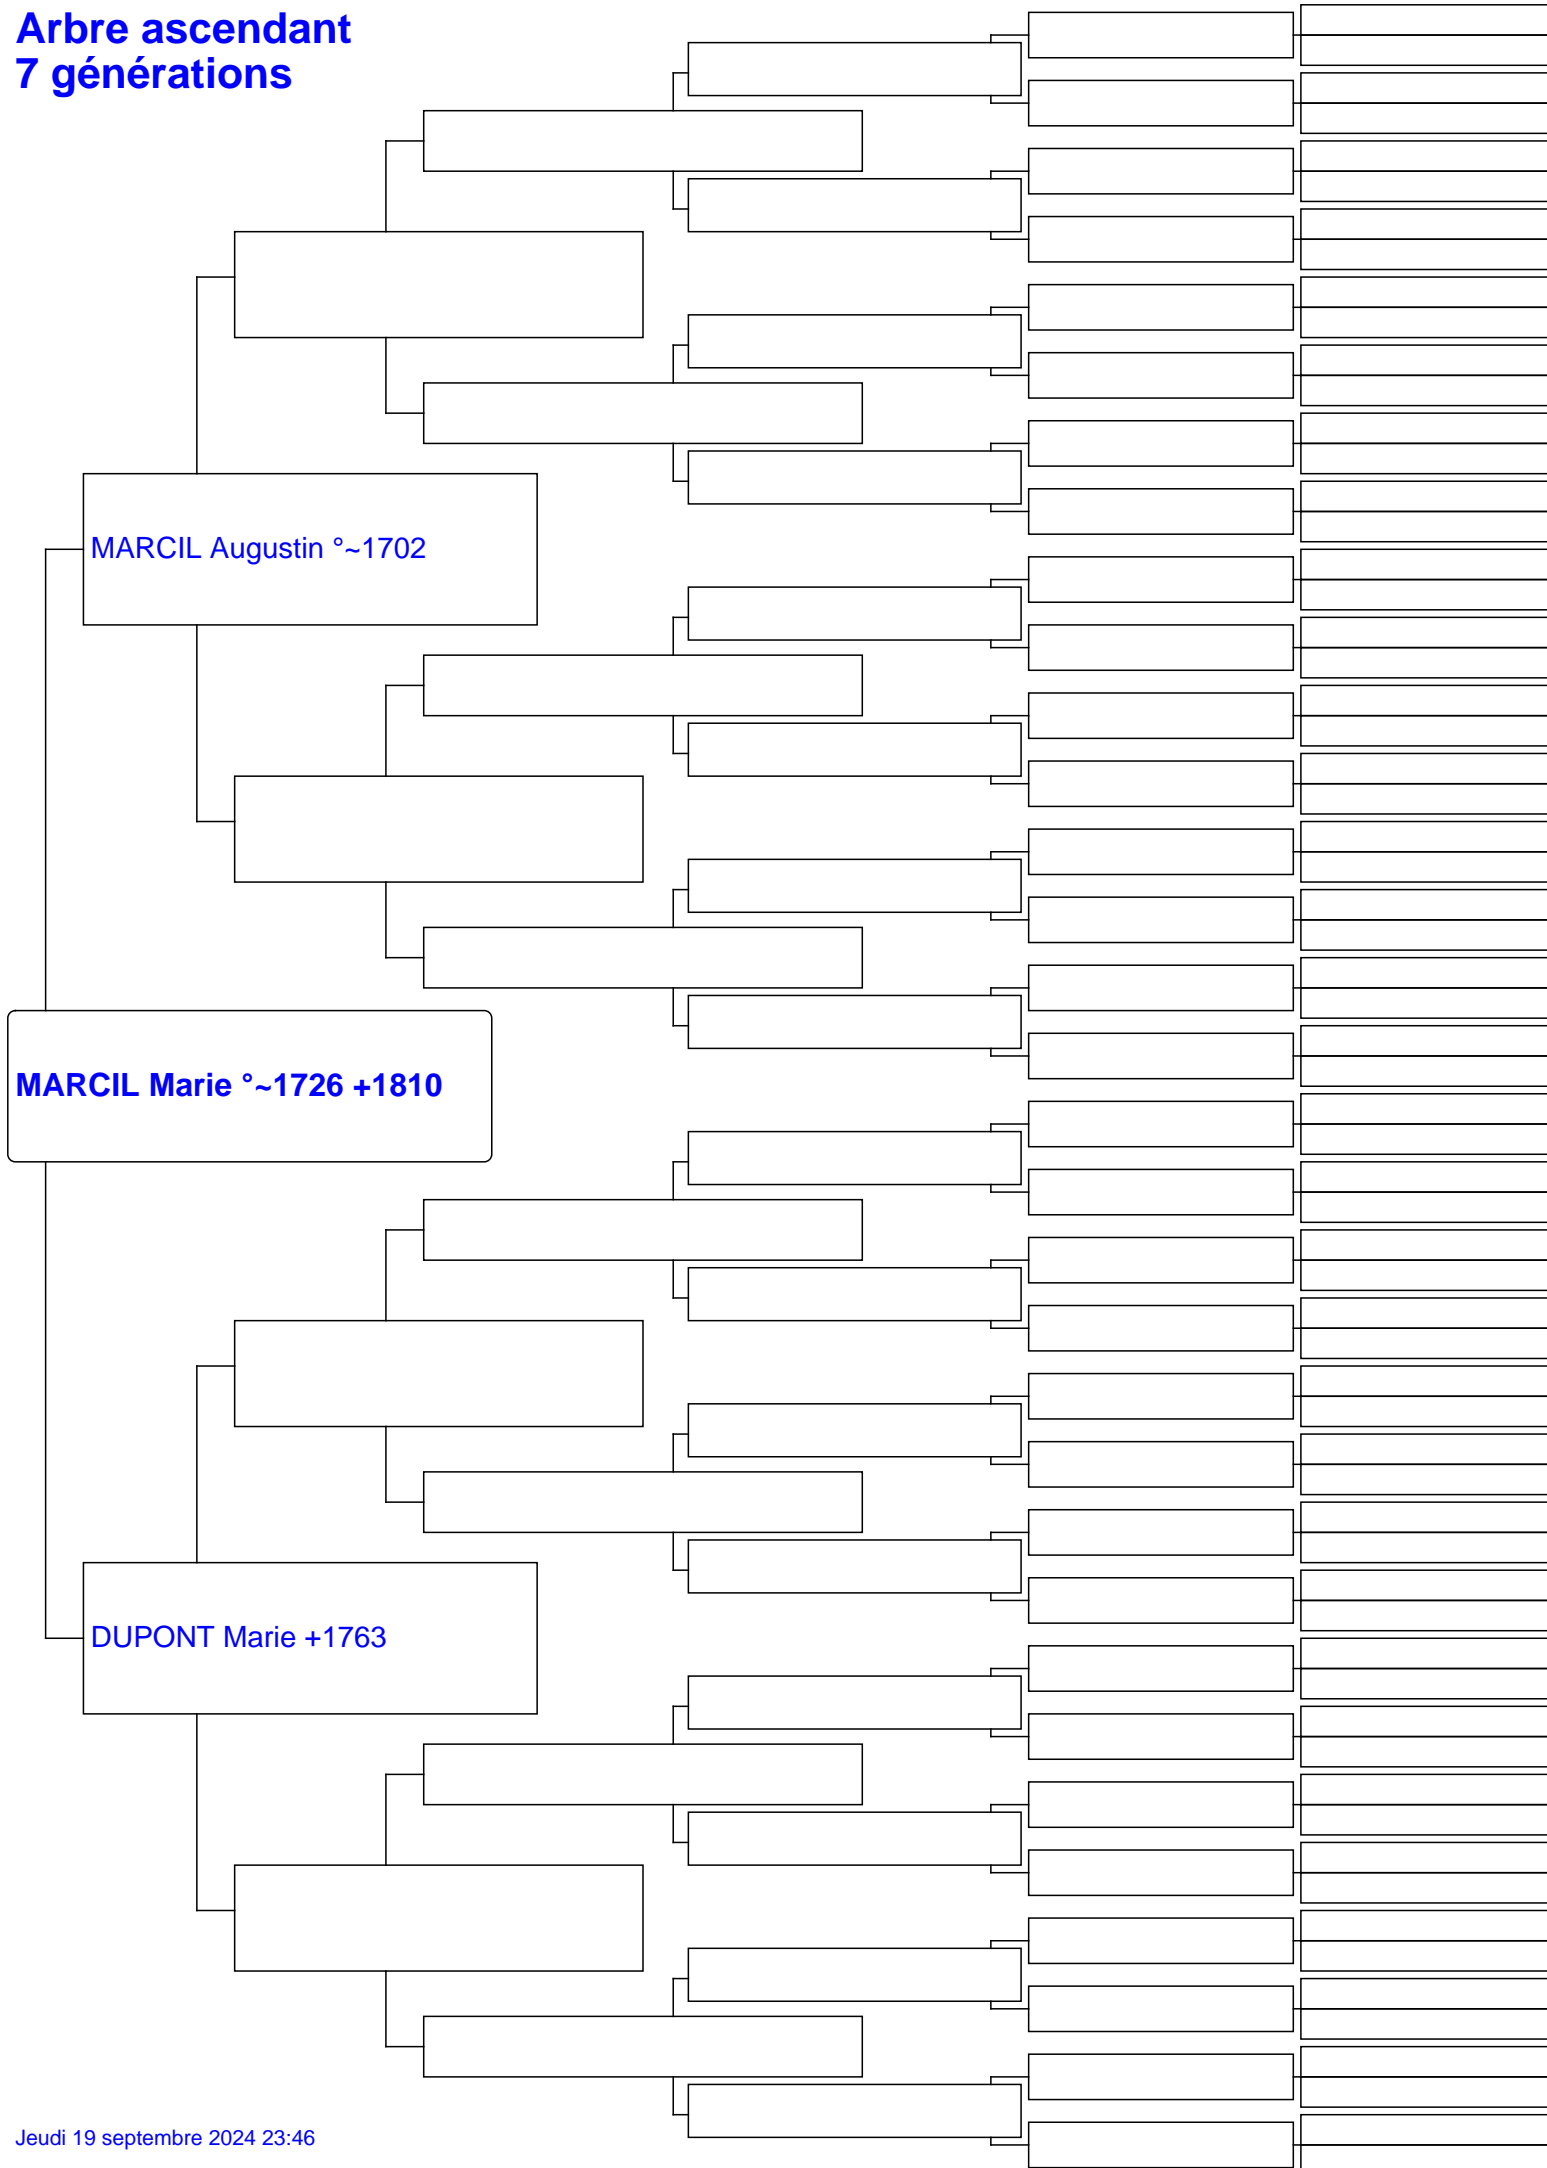 Arbre ascendant
7 générations
MARCIL Augustin °~1702
MARCIL Marie °~1726 +1810
DUPONT Marie +1763
Jeudi 19 septembre 2024 23:46